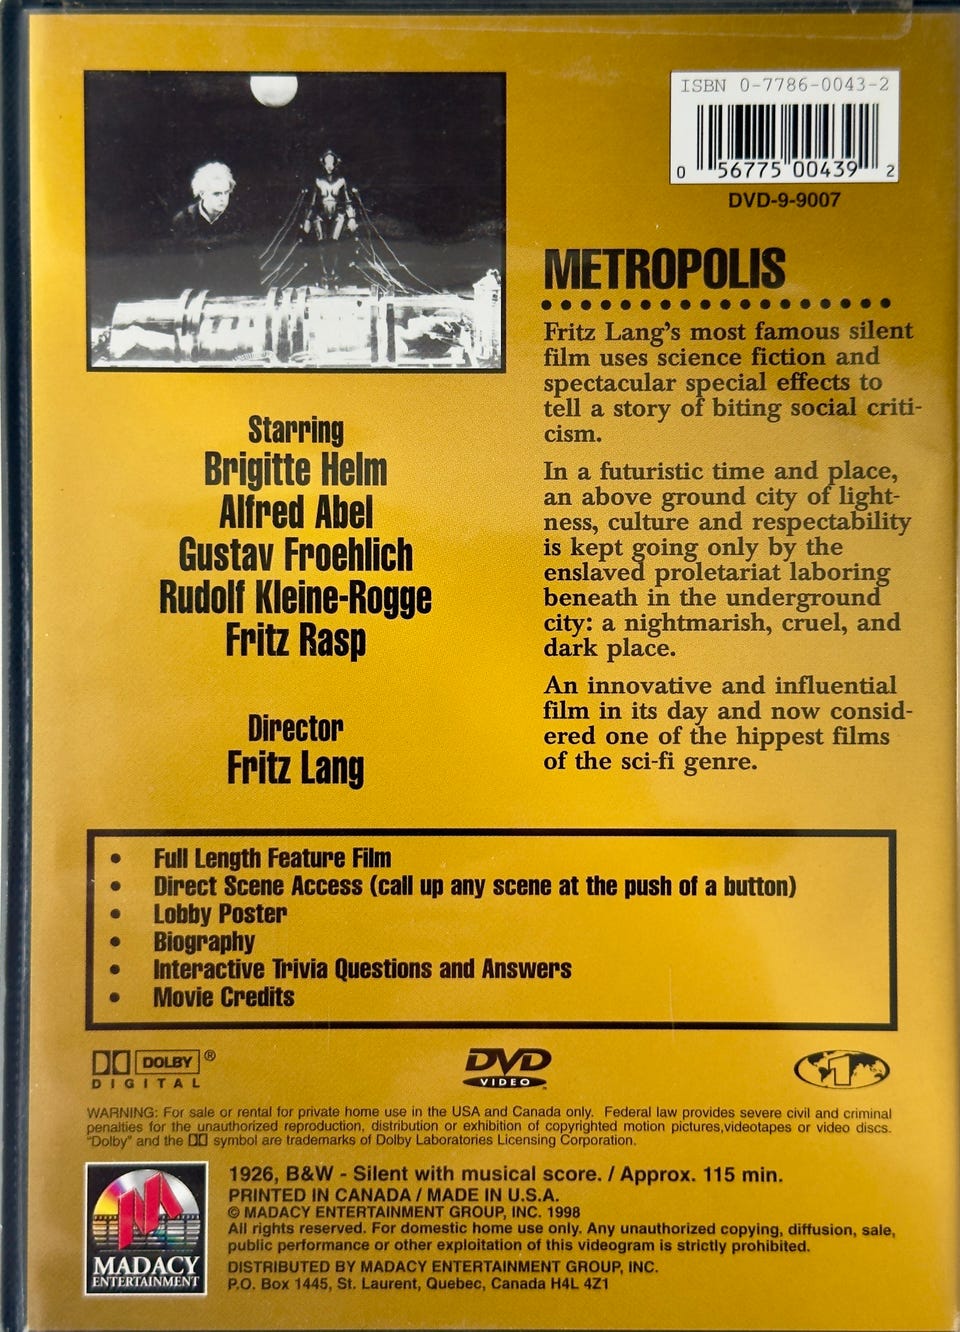 ISBN 0-7786-0043-2
0 56775 00439 2
DVD-9-9007
METROPOLIS
Fritz Lang's most famous silent
film uses science fiction and
spectacular special effects to
tell a story of biting social criti-
cism.
In a futuristic time and place,
an above ground city of light-
ness, culture and respectability
is kept going only by the
enslaved proletariat laboring
beneath in the underground
city: a nightmarish, cruel, and
dark place.
An innovative and influential
film in its day and now consid-
ered one of the hippest films
of the sci-fi genre.
Starring
Brigitte Helm
Alfred Abel
Gustav Froehlich
Rudolf Kleine-Rogge
Fritz Rasp
Director
Fritz Lang
• Full Length Feature Film
• Direct Scene Access (call up any scene at the push of a button)
• Lobby Poster
• Biography
• Interactive Trivia Questions and Answers
• Movie Credits
DOLBY ®
DIGITAL
DVD
VIDEO™
1
WARNING: For sale or rental for private home use in the USA and Canada only. Federal law provides severe civil and criminal
penalties for the unauthorized reproduction, distribution or exhibition of copyrighted motion pictures,videotapes or video discs.
"Dolby" and the symbol are trademarks of Dolby Laboratories Licensing Corporation.
MADACY
ENTERTAINMENT
1926, B&W - Silent with musical score. / Approx. 115 min.
PRINTED IN CANADA / MADE IN U.S.A.
© MADACY ENTERTAINMENT GROUP, INC. 1998
All rights reserved. For domestic home use only. Any unauthorized copying, diffusion, sale,
public performance or other exploitation of this videogram is strictly prohibited.
DISTRIBUTED BY MADACY ENTERTAINMENT GROUP, INC.
P.O. Box 1445, St. Laurent, Quebec, Canada H4L 4Z1